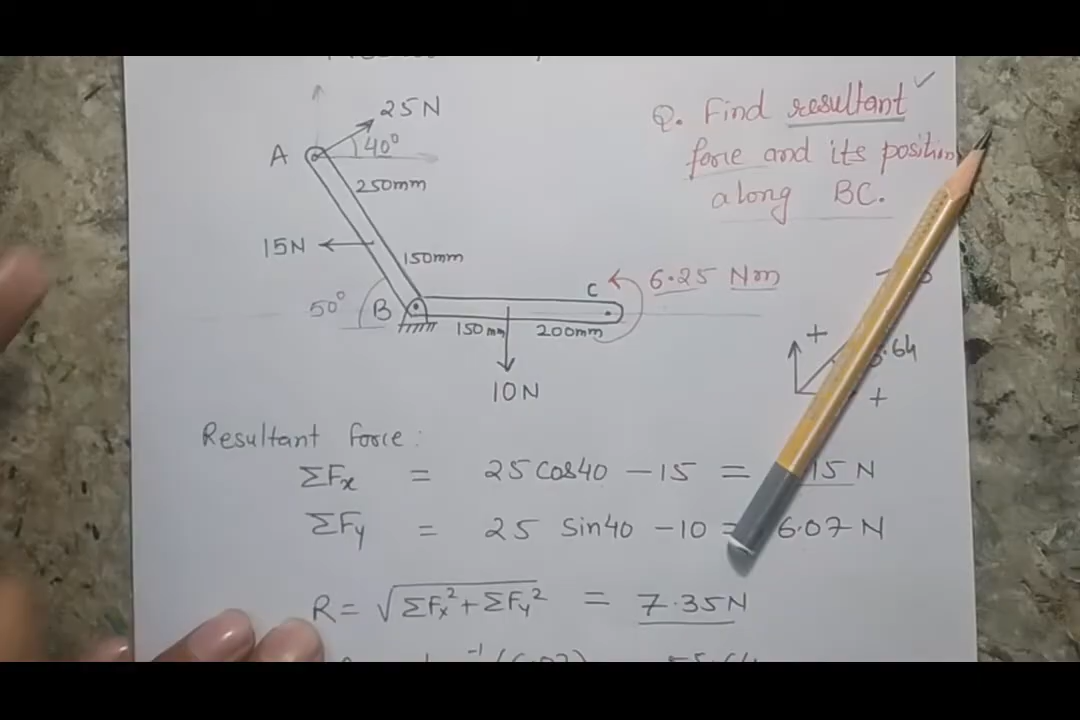 25N
Q. Find resultant
A
40°
force and its position
250mm
along BC.
15N
150mm
C
6.25 Nm
50°
B
150mm
200mm
+
.64
10N
+
Resultant force:
ΣFx = 25 cos40 - 15 = 15 N
ΣFy = 25 sin40 - 10 = 6.07 N
R = √ΣFx²+ΣFy² = 7.35N